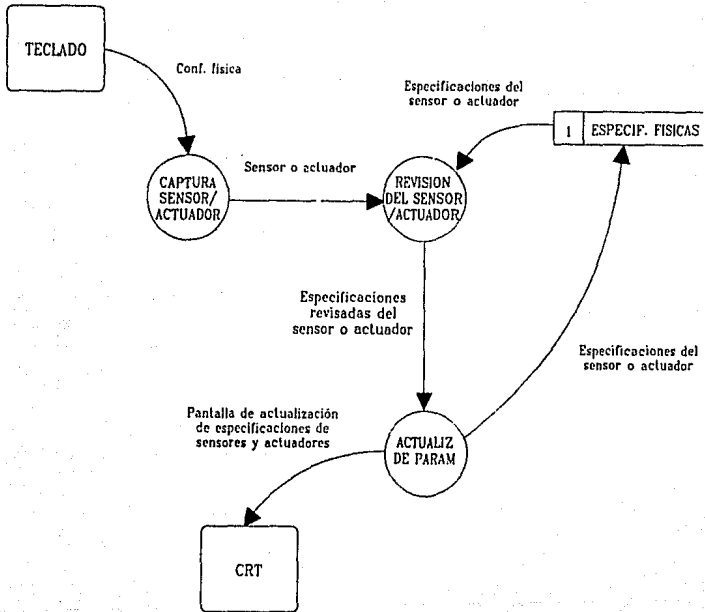 TECLADO
Conf. fisica
Especificaciones del
sensor o actuador
1 ESPECIF. FISICAS
CAPTURA
SENSOR/
ACTUADOR
Sensor o actuador
REVISION
DEL SENSOR
/ACTUADOR
Especificaciones
revisadas del
sensor o actuador
Especificaciones del
sensor o actuador
Pantalla de actualización
de especificaciones de
sensores y actuadores
ACTUALIZ
DE PARAM
CRT